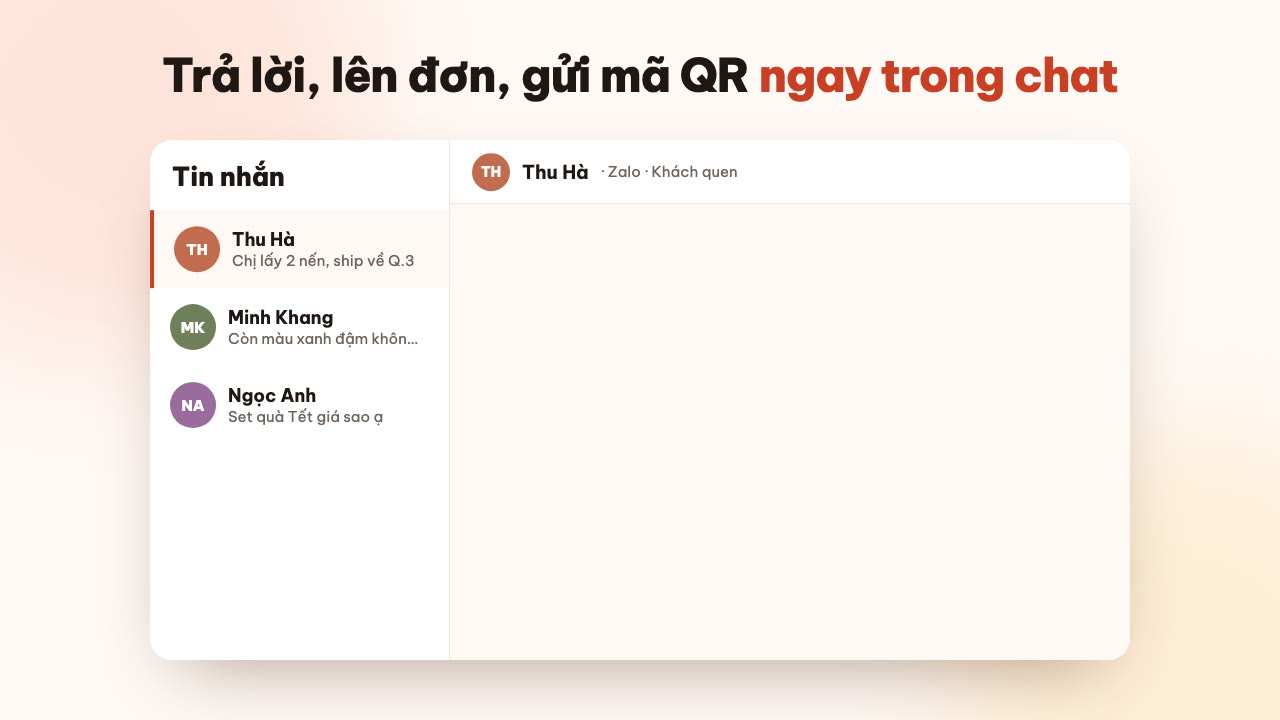 Trả lời, lên đơn, gửi mã QR ngay trong chat
Tin nhắn
TH
Thu Hà
Chị lấy 2 nến, ship về Q.3
MK
Minh Khang
Còn màu xanh đậm khôn...
NA
Ngọc Anh
Set quà Tết giá sao ạ
TH
Thu Hà · Zalo · Khách quen